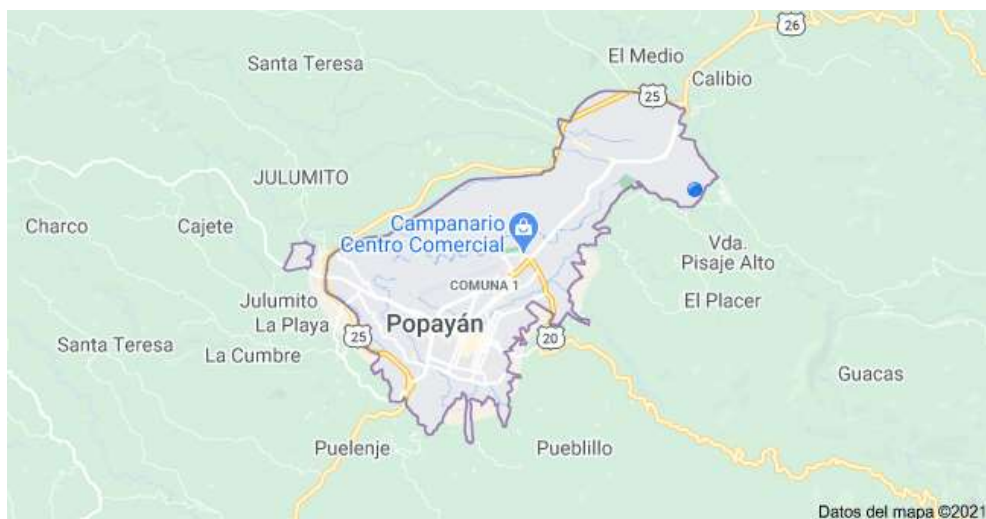 26
El Medio
Santa Teresa
Calibio
25
JULUMITO
Campanario
Centro Comercial
Charco
Cajete
Vda.
Pisaje Alto
COMUNA 1
Julumito
El Placer
La Playa
Popayán
25
20
Santa Teresa
La Cumbre
Guacas
Puelenje
Pueblillo
Datos del mapa ©2021